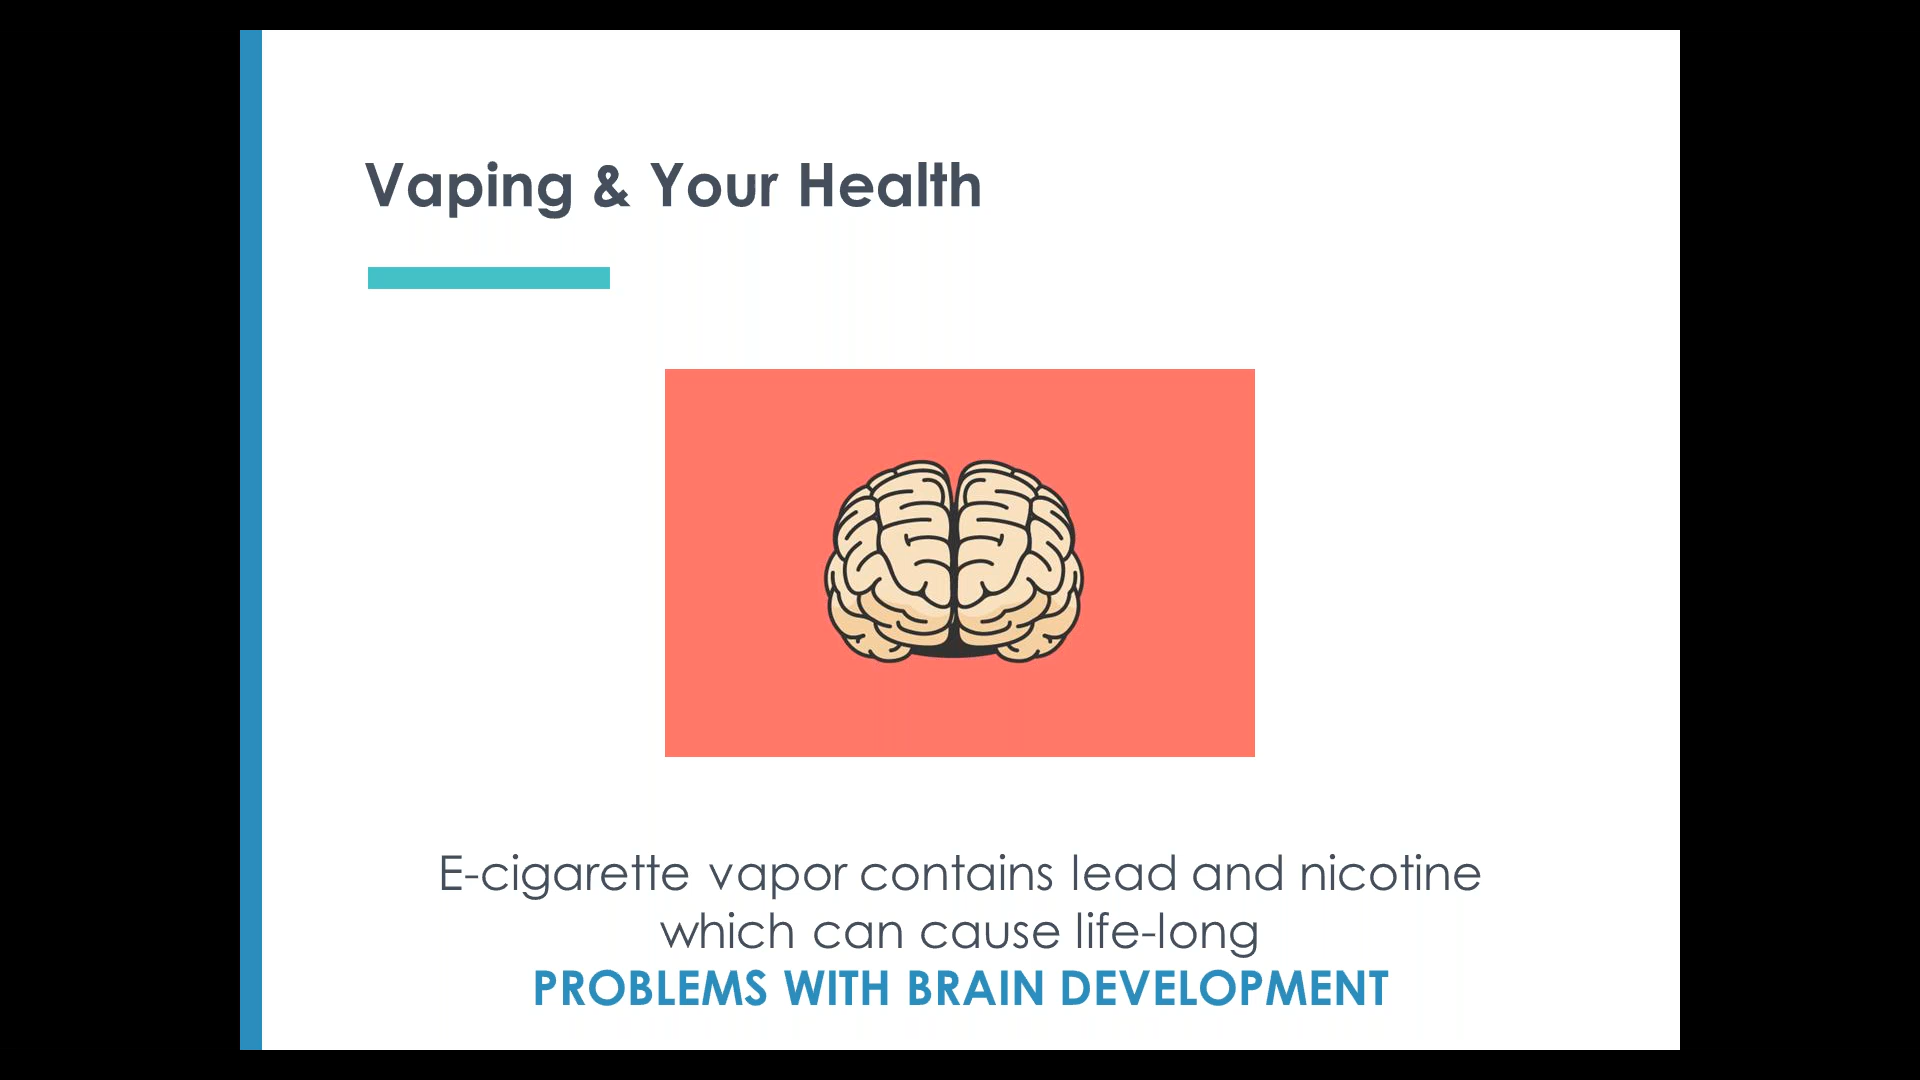 Vaping & Your Health
E-cigarette vapor contains lead and nicotine
which can cause life-long
PROBLEMS WITH BRAIN DEVELOPMENT